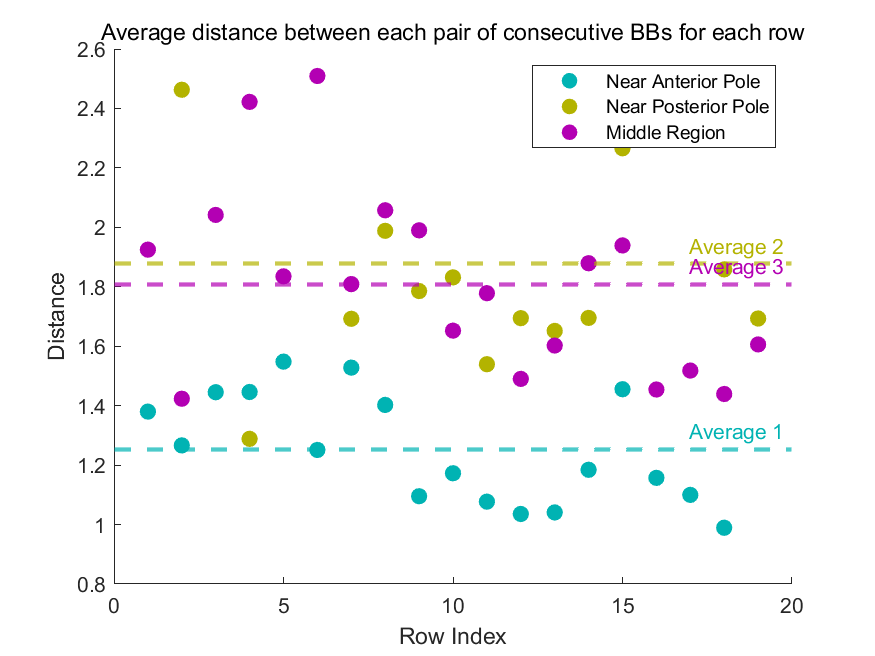 Average distance between each pair of consecutive BBs for each row
2.6
2.4
2.2
2
1.8
1.6
1.4
1.2
1
0.8
Distance
Near Anterior Pole
Near Posterior Pole
Middle Region
Average 2
Average 3
Average 1
0
5
10
15
20
Row Index